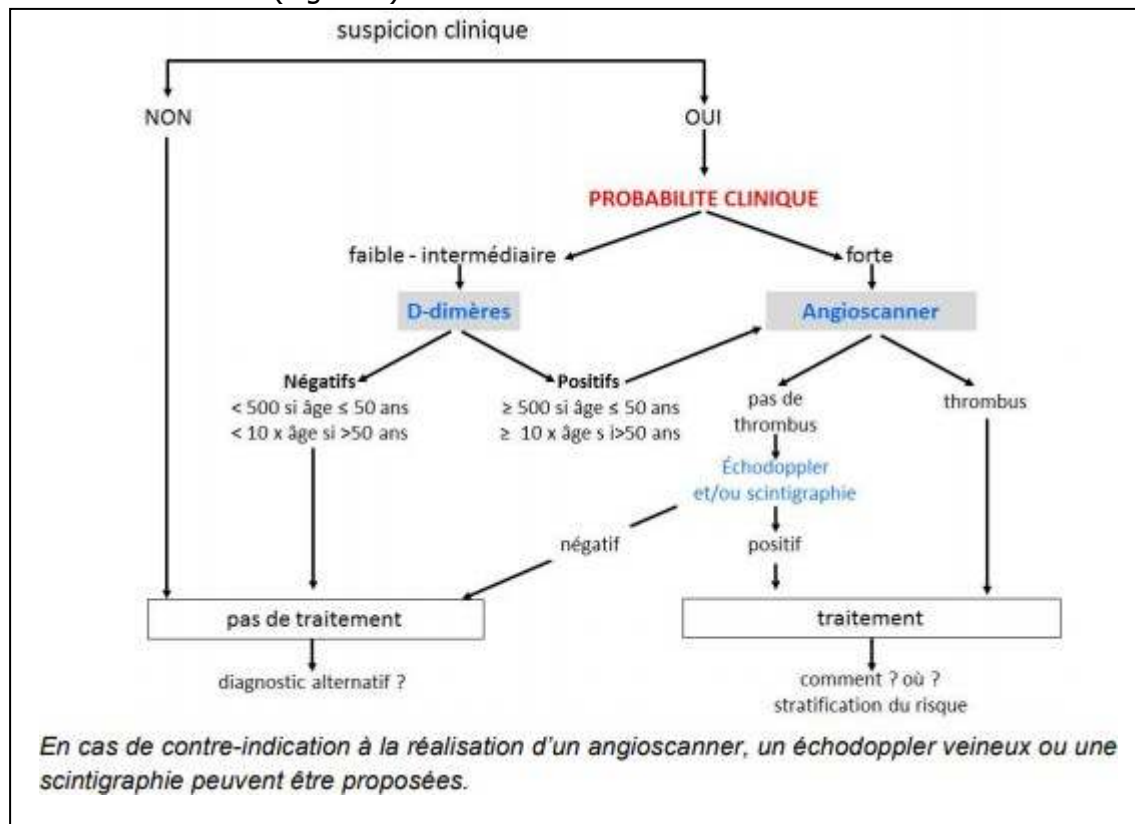 suspicion clinique
NON
OUI
PROBABILITE CLINIQUE
faible - intermédiaire
forte
D-dimères
Angioscanner
Négatifs
< 500 si âge ≤ 50 ans
< 10 x âge si >50 ans
Positifs
≥ 500 si âge ≤ 50 ans
≥ 10 x âge s i>50 ans
pas de
thrombus
thrombus
Échodoppler
et/ou scintigraphie
négatif
positif
pas de traitement
traitement
diagnostic alternatif ?
comment ? où ?
stratification du risque
En cas de contre-indication à la réalisation d'un angioscanner, un échodoppler veineux ou une
scintigraphie peuvent être proposées.